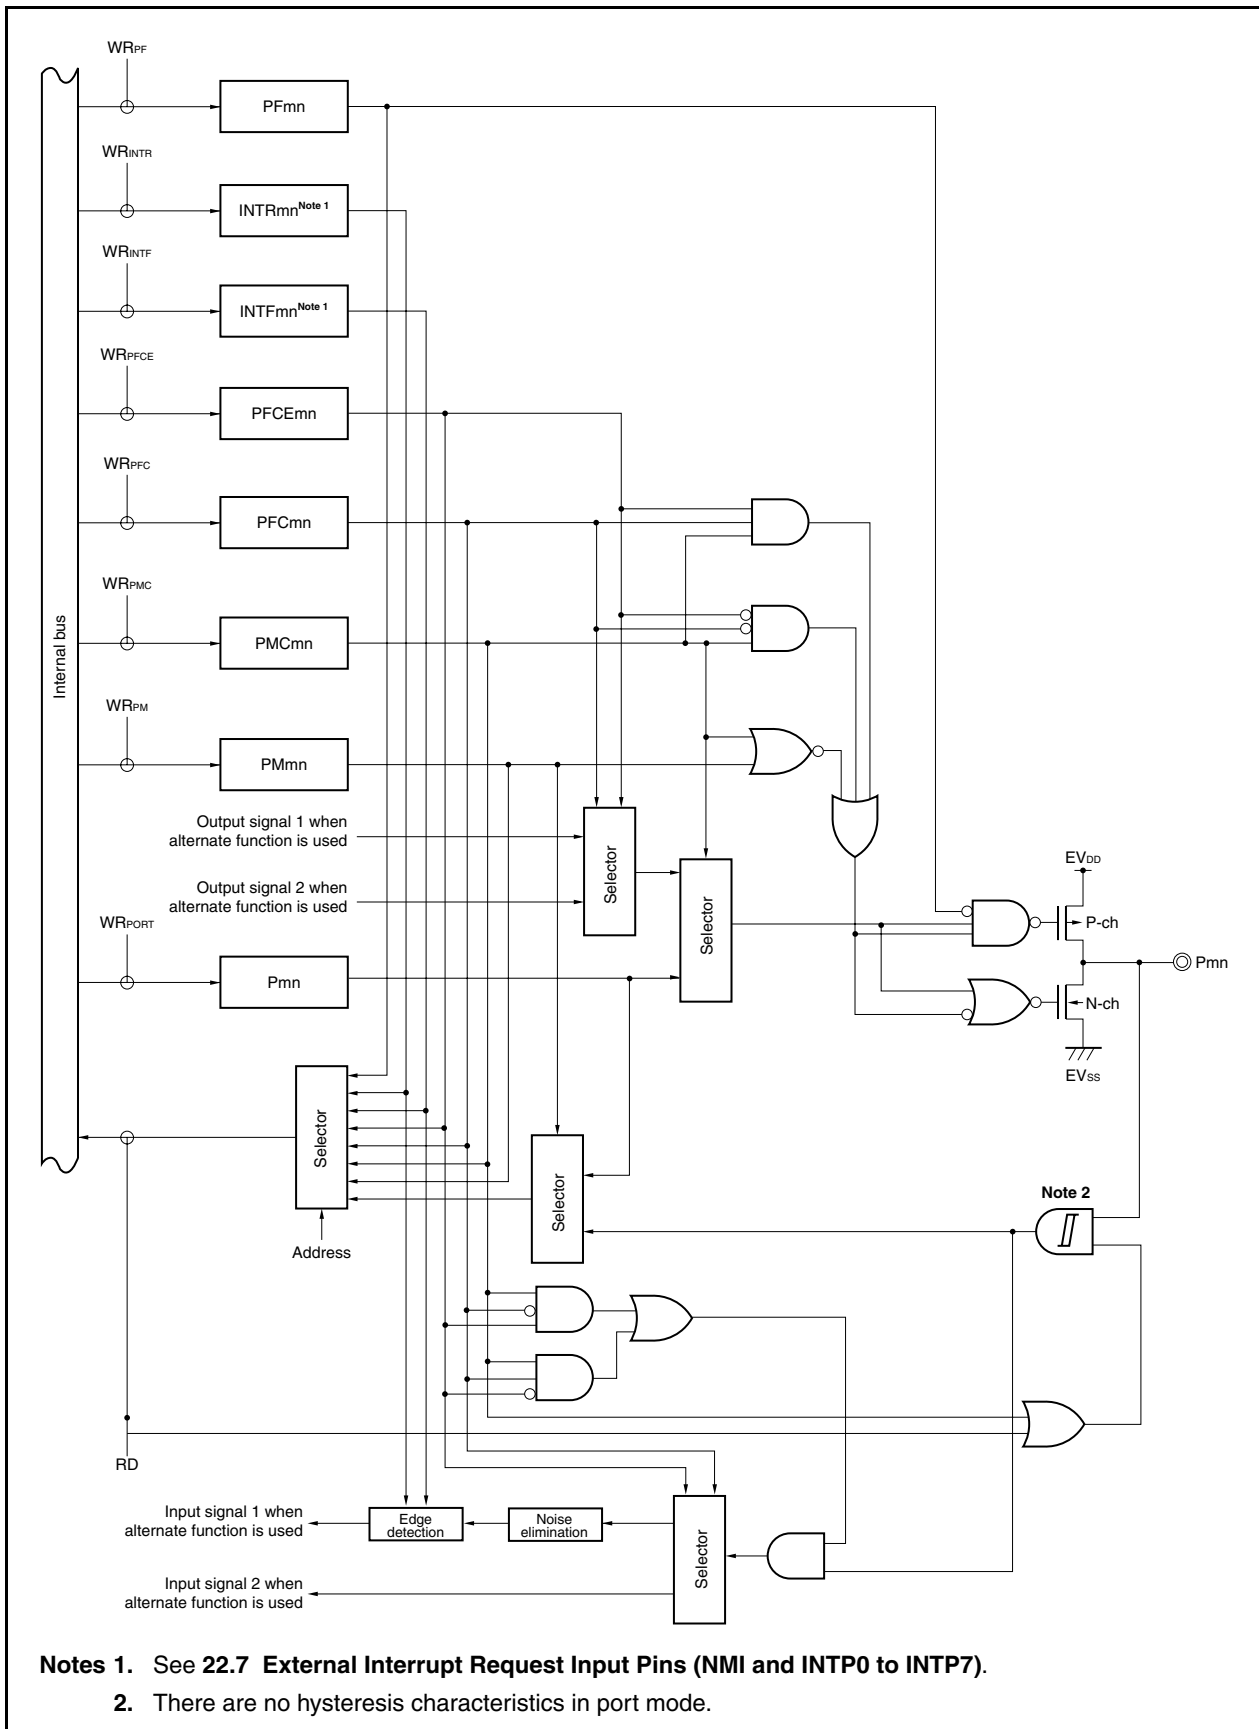 WRPF
PFmn
WRINTR
INTRmn Note 1
WRINTF
INTFmn Note 1
WRPFCE
PFCEmn
WRPFC
PFCmn
WRPMC
PMCmn
Internal bus
WRPM
PMmn
Output signal 1 when
alternate function is used
Output signal 2 when
alternate function is used
Selector
Selector
WRPORT
Pmn
EVDD
P-ch
Pmn
N-ch
EVSS
Selector
Address
Selector
Note 2
RD
Input signal 1 when
alternate function is used
Edge
detection
Noise
elimination
Selector
Input signal 2 when
alternate function is used
Notes 1. See 22.7 External Interrupt Request Input Pins (NMI and INTP0 to INTP7).
2. There are no hysteresis characteristics in port mode.